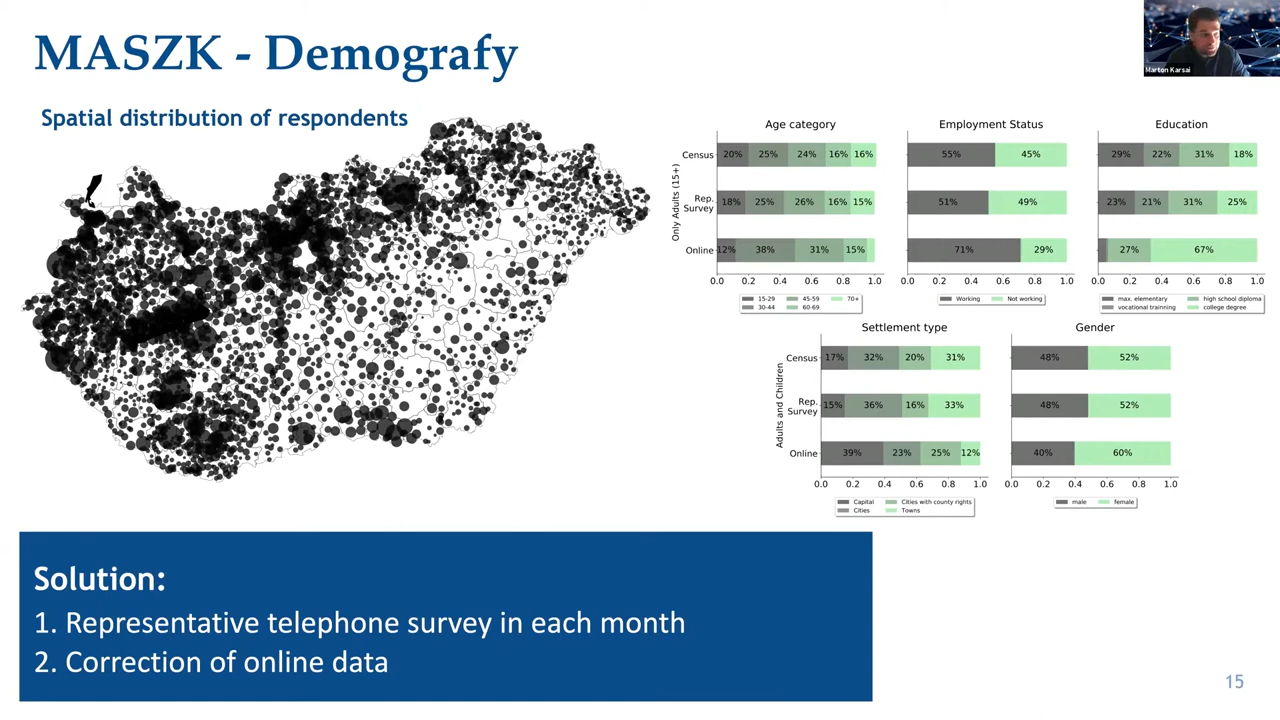 MASZK - Demografy
Marton Karsai
Spatial distribution of respondents
Age category
Only Adults (15+)
Census 20% 25% 24% 16% 16%
Rep. Survey 18% 25% 26% 16% 15%
Online 12% 38% 31% 15%
0.0 0.2 0.4 0.6 0.8 1.0
15-29 45-59 70+
30-44 60-69
Employment Status
55% 45%
51% 49%
71% 29%
0.0 0.2 0.4 0.6 0.8 1.0
Working Not working
Education
29% 22% 31% 18%
23% 21% 31% 25%
27% 67%
0.0 0.2 0.4 0.6 0.8 1.0
max. elementary high school diploma
vocational trainning college degree
Settlement type
Adults and Children
Census 17% 32% 20% 31%
Rep. Survey 15% 36% 16% 33%
Online 39% 23% 25% 12%
0.0 0.2 0.4 0.6 0.8 1.0
Capital Cities with county rights
Cities Towns
Gender
48% 52%
48% 52%
40% 60%
0.0 0.2 0.4 0.6 0.8 1.0
male female
Solution:
1. Representative telephone survey in each month
2. Correction of online data
15